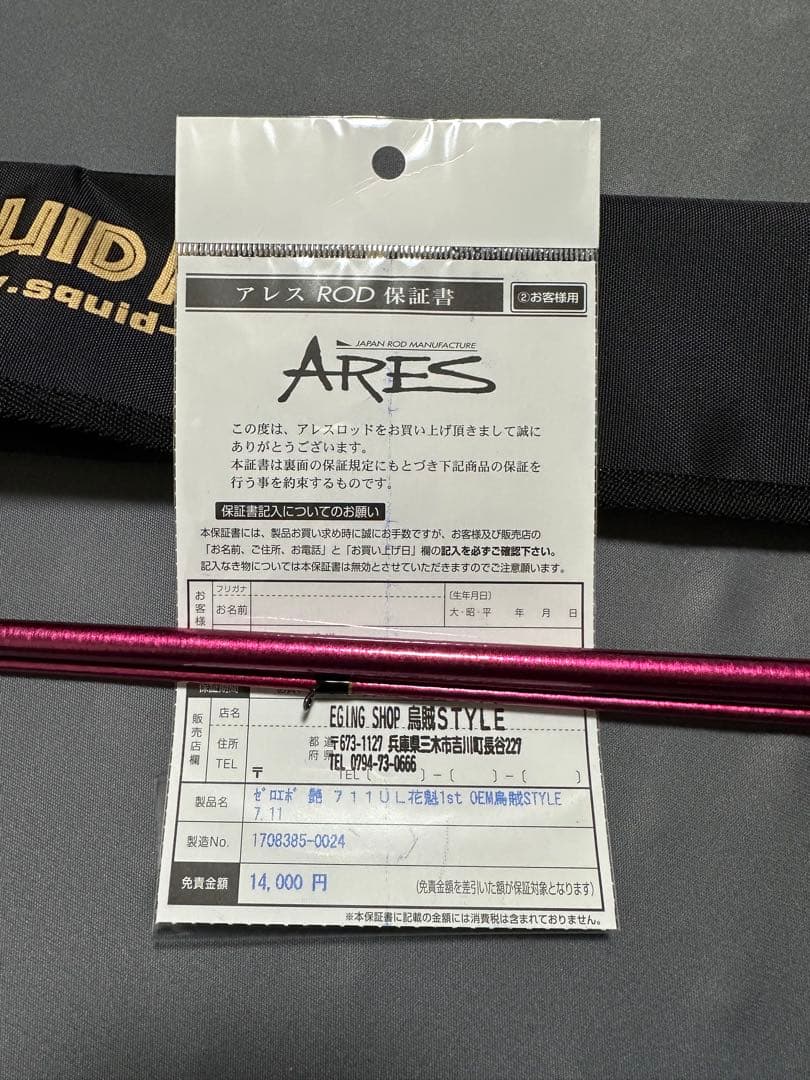 アレス ROD 保証書
②お客様用
JAPAN ROD MANUFACTURE
ARES
この度は、アレスロッドをお買い上げ頂きまして誠に
ありがとうございます。
本証書は裏面の保証規定にもとづき下記商品の保証を
行う事を約束するものです。
保証書記入についてのお願い
本保証書には、製品お買い求め時に誠にお手数ですが、お客様及び販売店の
「お名前、ご住所、お電話」と「お買い上げ日」欄の記入を必ずご確認下さい。
記入なき物については本保証書は無効とさせていただきますのでご注意願います。
お客様
フリガナ
お名前
(生年月日)
大・昭・平 年 月 日
販売店欄
店名
EGING SHOP 烏賊STYLE
住所
〒673-1127 兵庫県三木市吉川町長谷227
TEL
TEL 0794-73-0666
〒
TEL ( ) - ( ) - ( )
製品名
ｾﾞﾛｴﾎﾞ 艶 711UL花魁1st OEM烏賊STYLE
7.11
製造No.
1708385-0024
免責金額
14,000 円
(免責金額を差引いた額が保証対象となります)
※本保証書に記載の金額には消費税は含まれておりません。